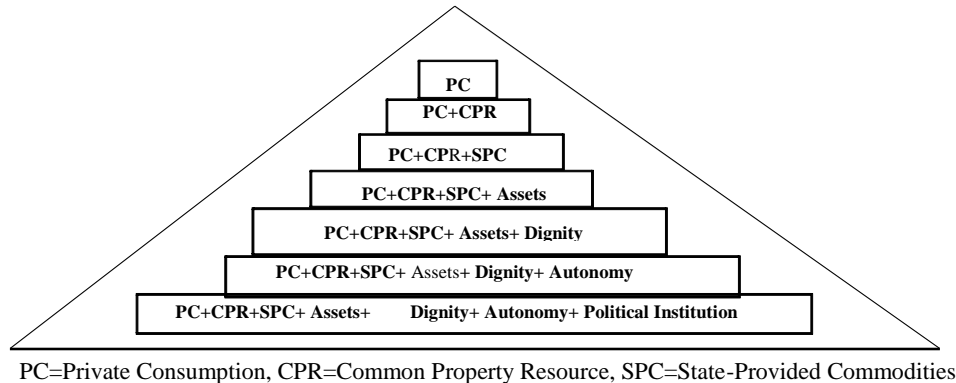 PC
PC+CPR
PC+CPR+SPC
PC+CPR+SPC+ Assets
PC+CPR+SPC+ Assets+ Dignity
PC+CPR+SPC+ Assets+ Dignity+ Autonomy
PC+CPR+SPC+ Assets+ Dignity+ Autonomy+ Political Institution
PC=Private Consumption, CPR=Common Property Resource, SPC=State-Provided Commodities